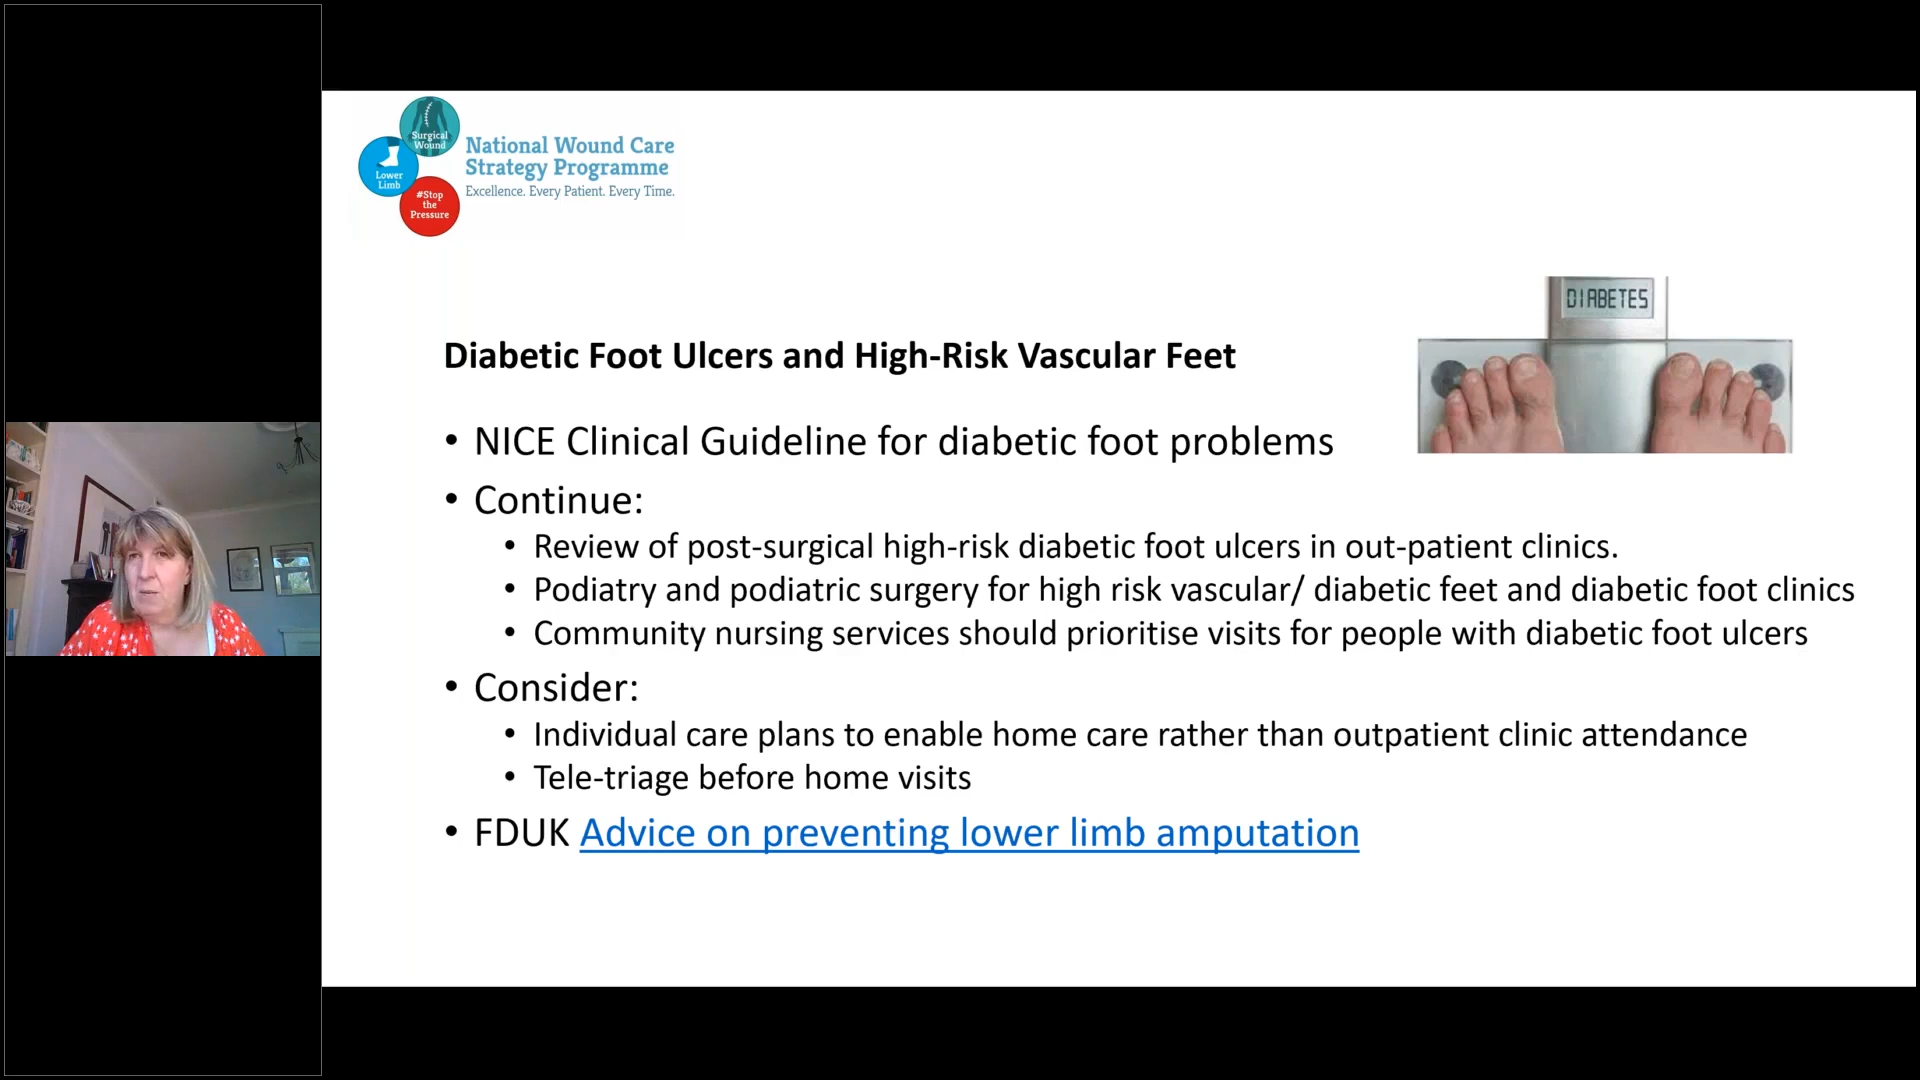 Surgical
Wound
Lower
Limb
#Stop
the
Pressure
National Wound Care
Strategy Programme
Excellence. Every Patient. Every Time.
DIABETES
Diabetic Foot Ulcers and High-Risk Vascular Feet
• NICE Clinical Guideline for diabetic foot problems
• Continue:
• Review of post-surgical high-risk diabetic foot ulcers in out-patient clinics.
• Podiatry and podiatric surgery for high risk vascular/ diabetic feet and diabetic foot clinics
• Community nursing services should prioritise visits for people with diabetic foot ulcers
• Consider:
• Individual care plans to enable home care rather than outpatient clinic attendance
• Tele-triage before home visits
• FDUK Advice on preventing lower limb amputation